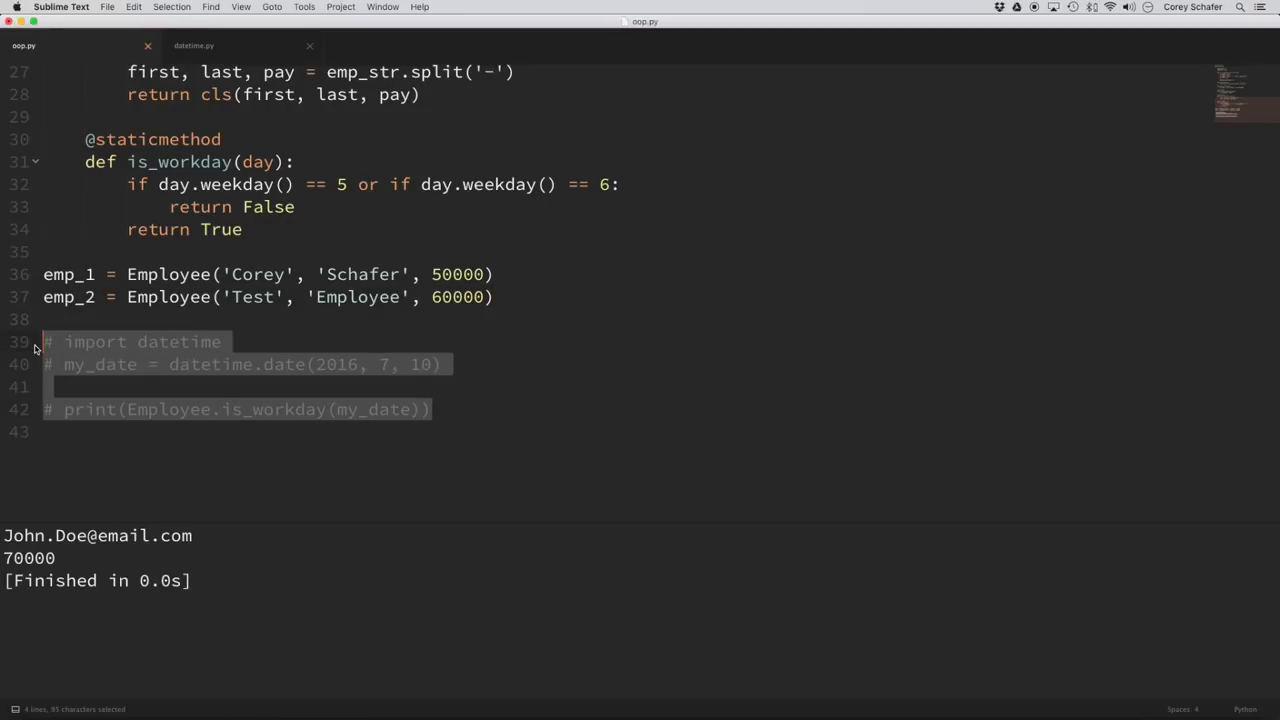 Sublime Text File Edit Selection Find View Goto Tools Project Window Help Corey Schafer
oop.py
oop.py datetime.py
27 first, last, pay = emp_str.split('-')
28 return cls(first, last, pay)
29
30 @staticmethod
31 def is_workday(day):
32 if day.weekday() == 5 or if day.weekday() == 6:
33 return False
34 return True
35
36 emp_1 = Employee('Corey', 'Schafer', 50000)
37 emp_2 = Employee('Test', 'Employee', 60000)
38
39 # import datetime
40 # my_date = datetime.date(2016, 7, 10)
41
42 # print(Employee.is_workday(my_date))
43
John.Doe@email.com
70000
[Finished in 0.0s]
4 lines, 95 characters selected Spaces: 4 Python